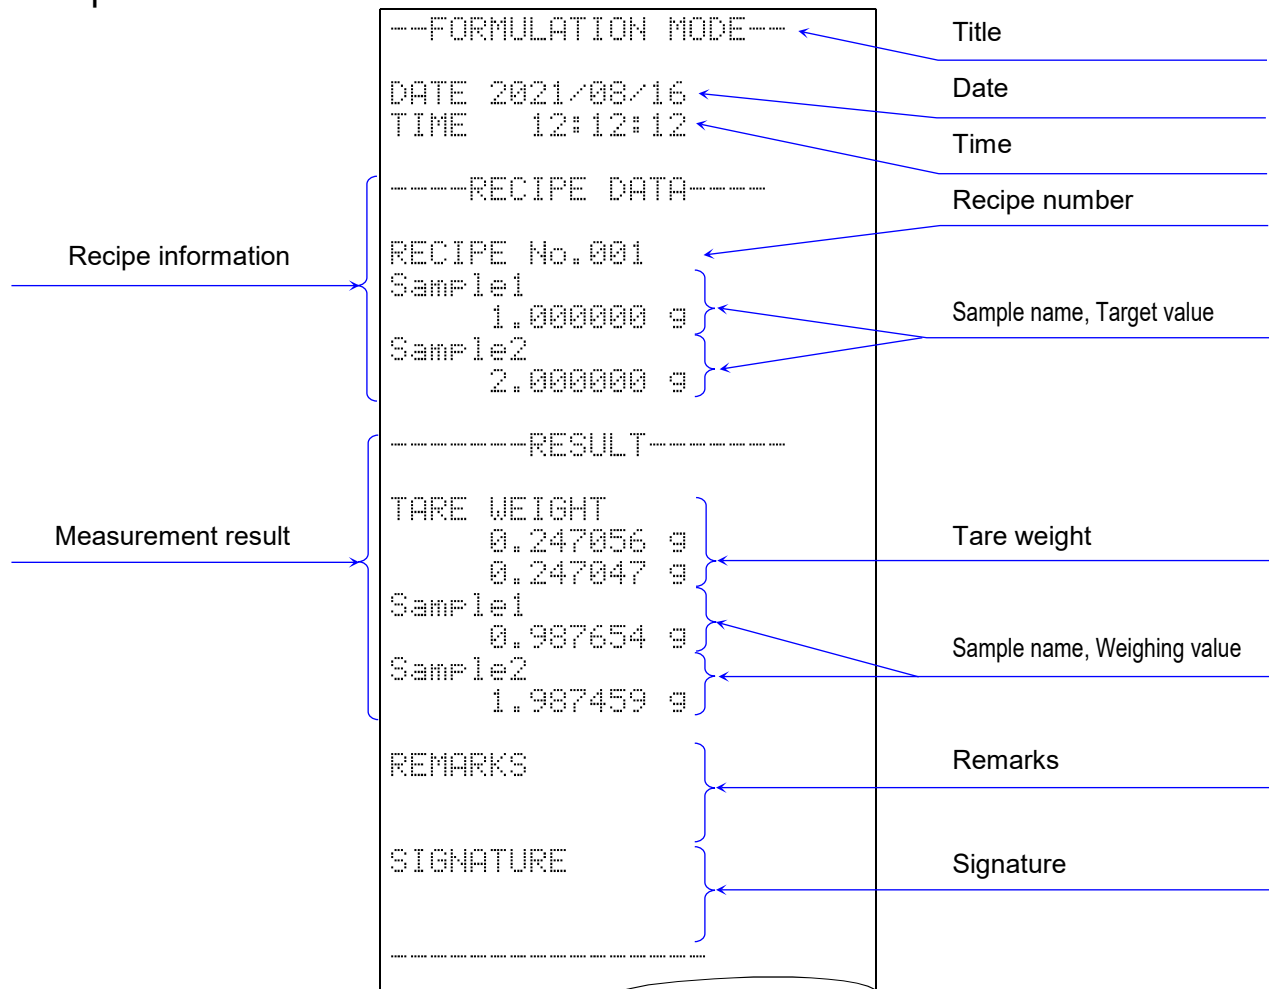 --FORMULATION MODE--
Title
DATE 2021/08/16
Date
TIME 12:12:12
Time
----RECIPE DATA----
Recipe number
Recipe information
RECIPE No.001
Sample1
1.000000 g
Sample name, Target value
Sample2
2.000000 g
-------RESULT-------
TARE WEIGHT
Measurement result
0.247056 g
Tare weight
0.247047 g
Sample1
0.987654 g
Sample name, Weighing value
Sample2
1.987459 g
REMARKS
Remarks
SIGNATURE
Signature
----------------